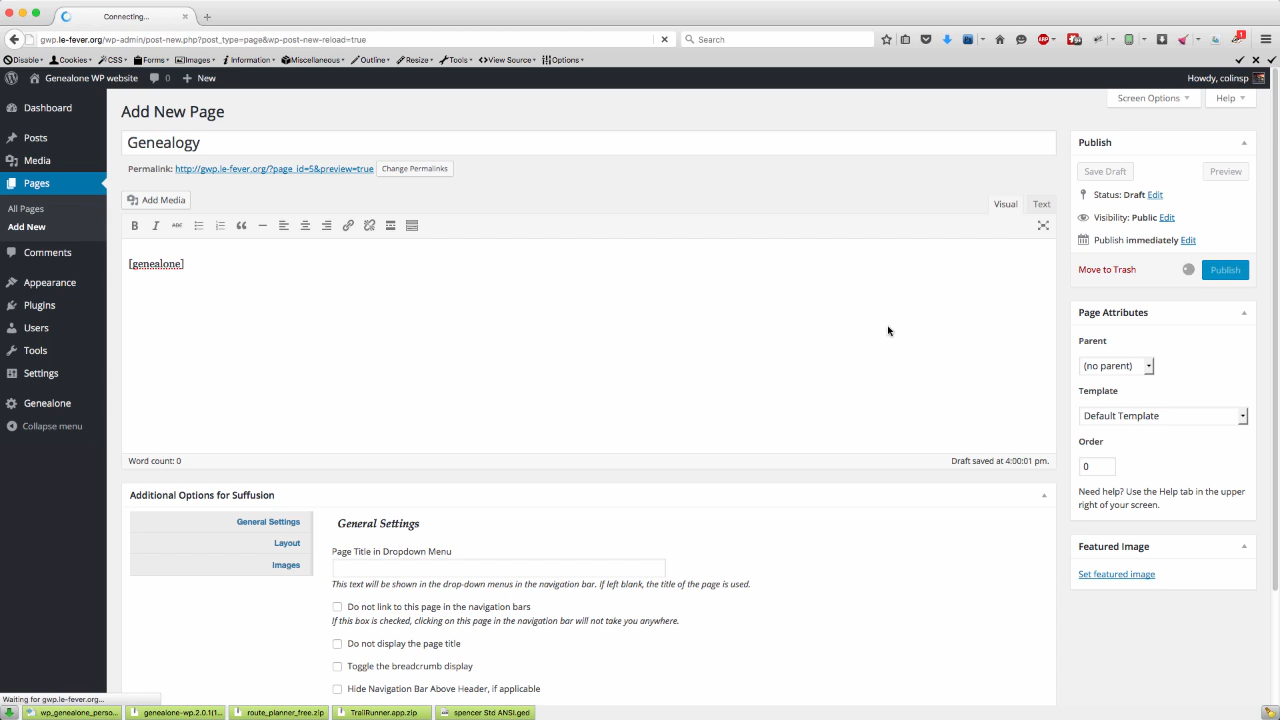 Connecting...
gwp.le-fever.org/wp-admin/post-new.php?post_type=page&wp-post-new-reload=true
Search
Disable Cookies CSS Forms Images Information Miscellaneous Outline Resize Tools View Source Options
Genealone WP website 0 New Howdy, colinsp
Screen Options Help
Dashboard
Posts
Media
Pages
All Pages
Add New
Comments
Appearance
Plugins
Users
Tools
Settings
Genealone
Collapse menu
Add New Page
Genealogy
Permalink: http://gwp.le-fever.org/?page_id=5&preview=true Change Permalinks
Add Media
Visual Text
ABC
[genealone]
Word count: 0 Draft saved at 4:00:01 pm.
Additional Options for Suffusion
General Settings
Layout
Images
General Settings
Page Title in Dropdown Menu
This text will be shown in the drop-down menus in the navigation bar. If left blank, the title of the page is used.
Do not link to this page in the navigation bars
If this box is checked, clicking on this page in the navigation bar will not take you anywhere.
Do not display the page title
Toggle the breadcrumb display
Hide Navigation Bar Above Header, if applicable
Publish
Save Draft Preview
Status: Draft Edit
Visibility: Public Edit
Publish immediately Edit
Move to Trash Publish
Page Attributes
Parent
(no parent)
Template
Default Template
Order
0
Need help? Use the Help tab in the upper
right of your screen.
Featured Image
Set featured image
Waiting for gwp.le-fever.org...
wp_genealone_perso... genealone-wp.2.0.1(1... route_planner_free.zip TrailRunner.app.zip spencer Std ANSI.ged